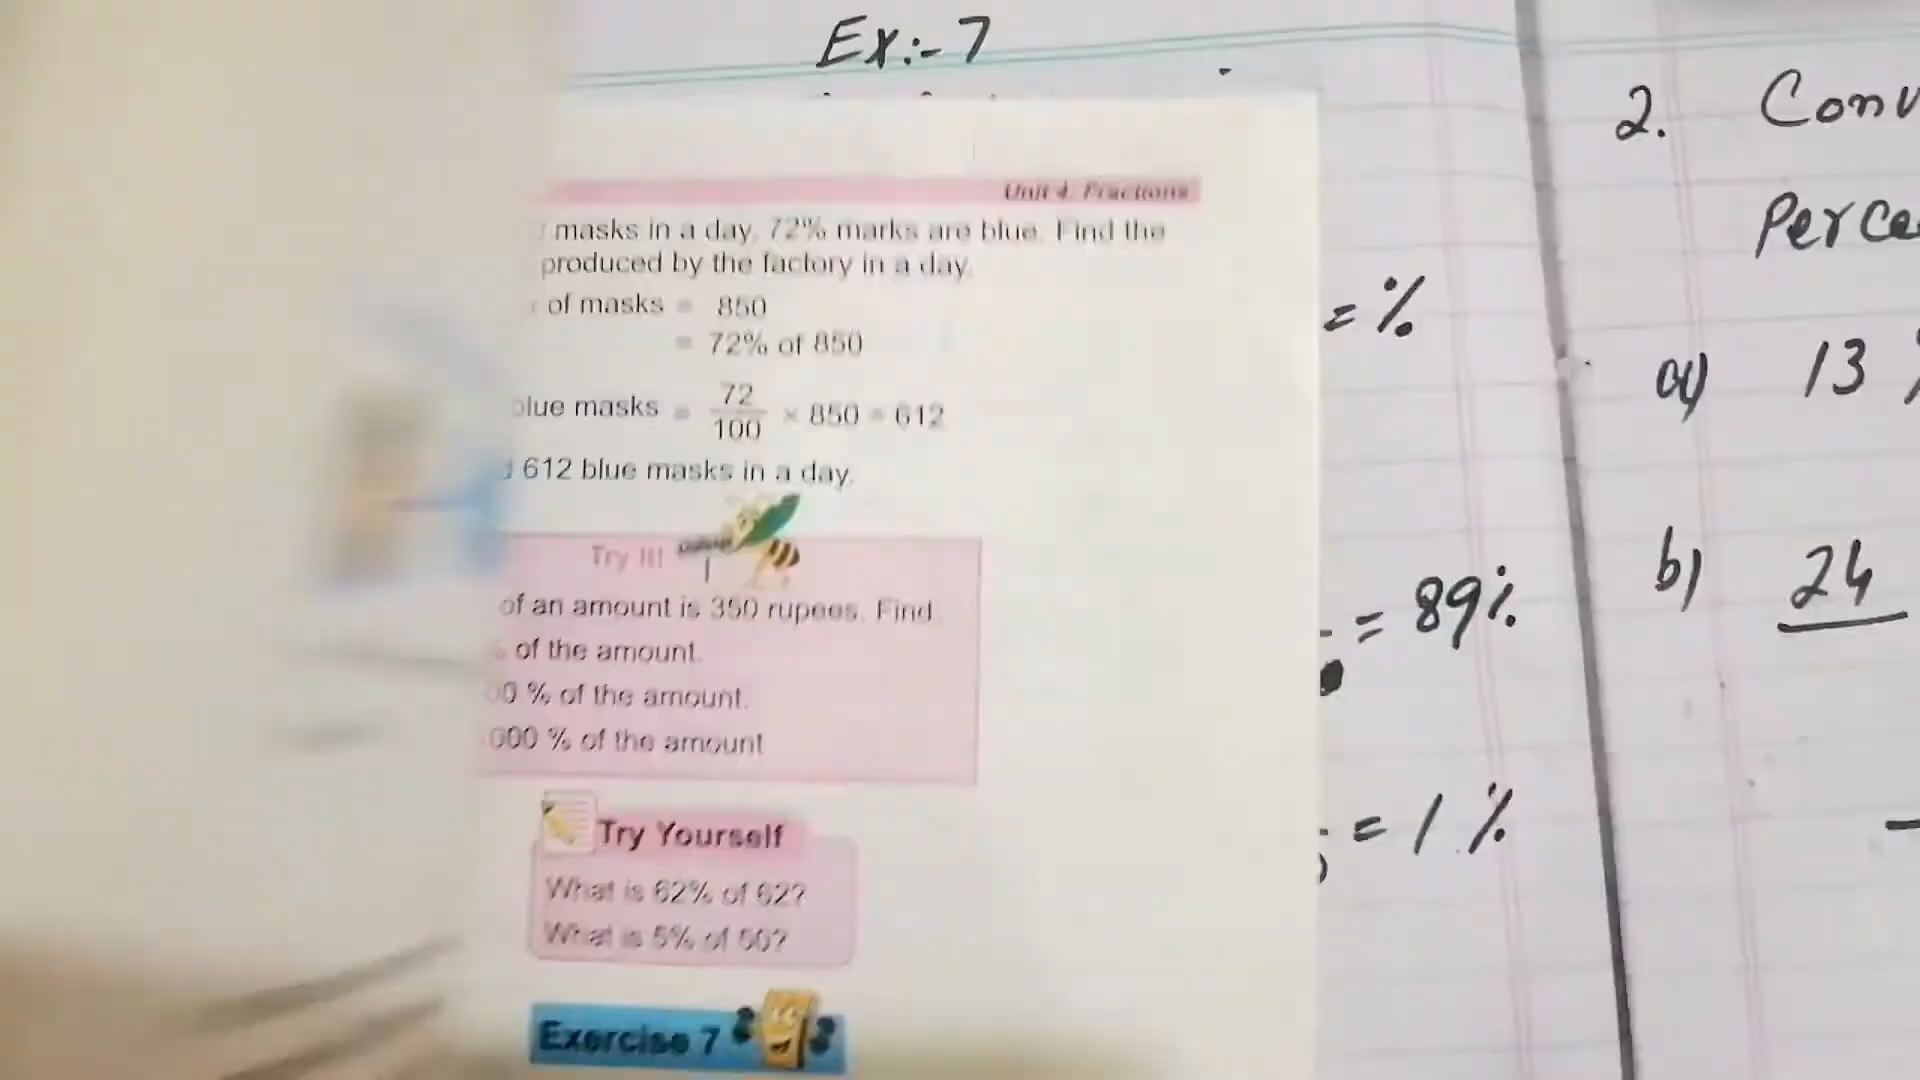 Ex:- 7
Unit 4: Fractions
masks in a day. 72% marks are blue. Find the
produced by the factory in a day.
of masks = 850
= 72% of 850
blue masks = 72/100 × 850 = 612
612 blue masks in a day.
Try It!
of an amount is 350 rupees. Find
of the amount.
00 % of the amount.
000 % of the amount
Try Yourself
What is 62% of 62?
What is 5% of 50?
Exercise 7
= %
= 89%
= 1 %
2.
a) 13
b) 24